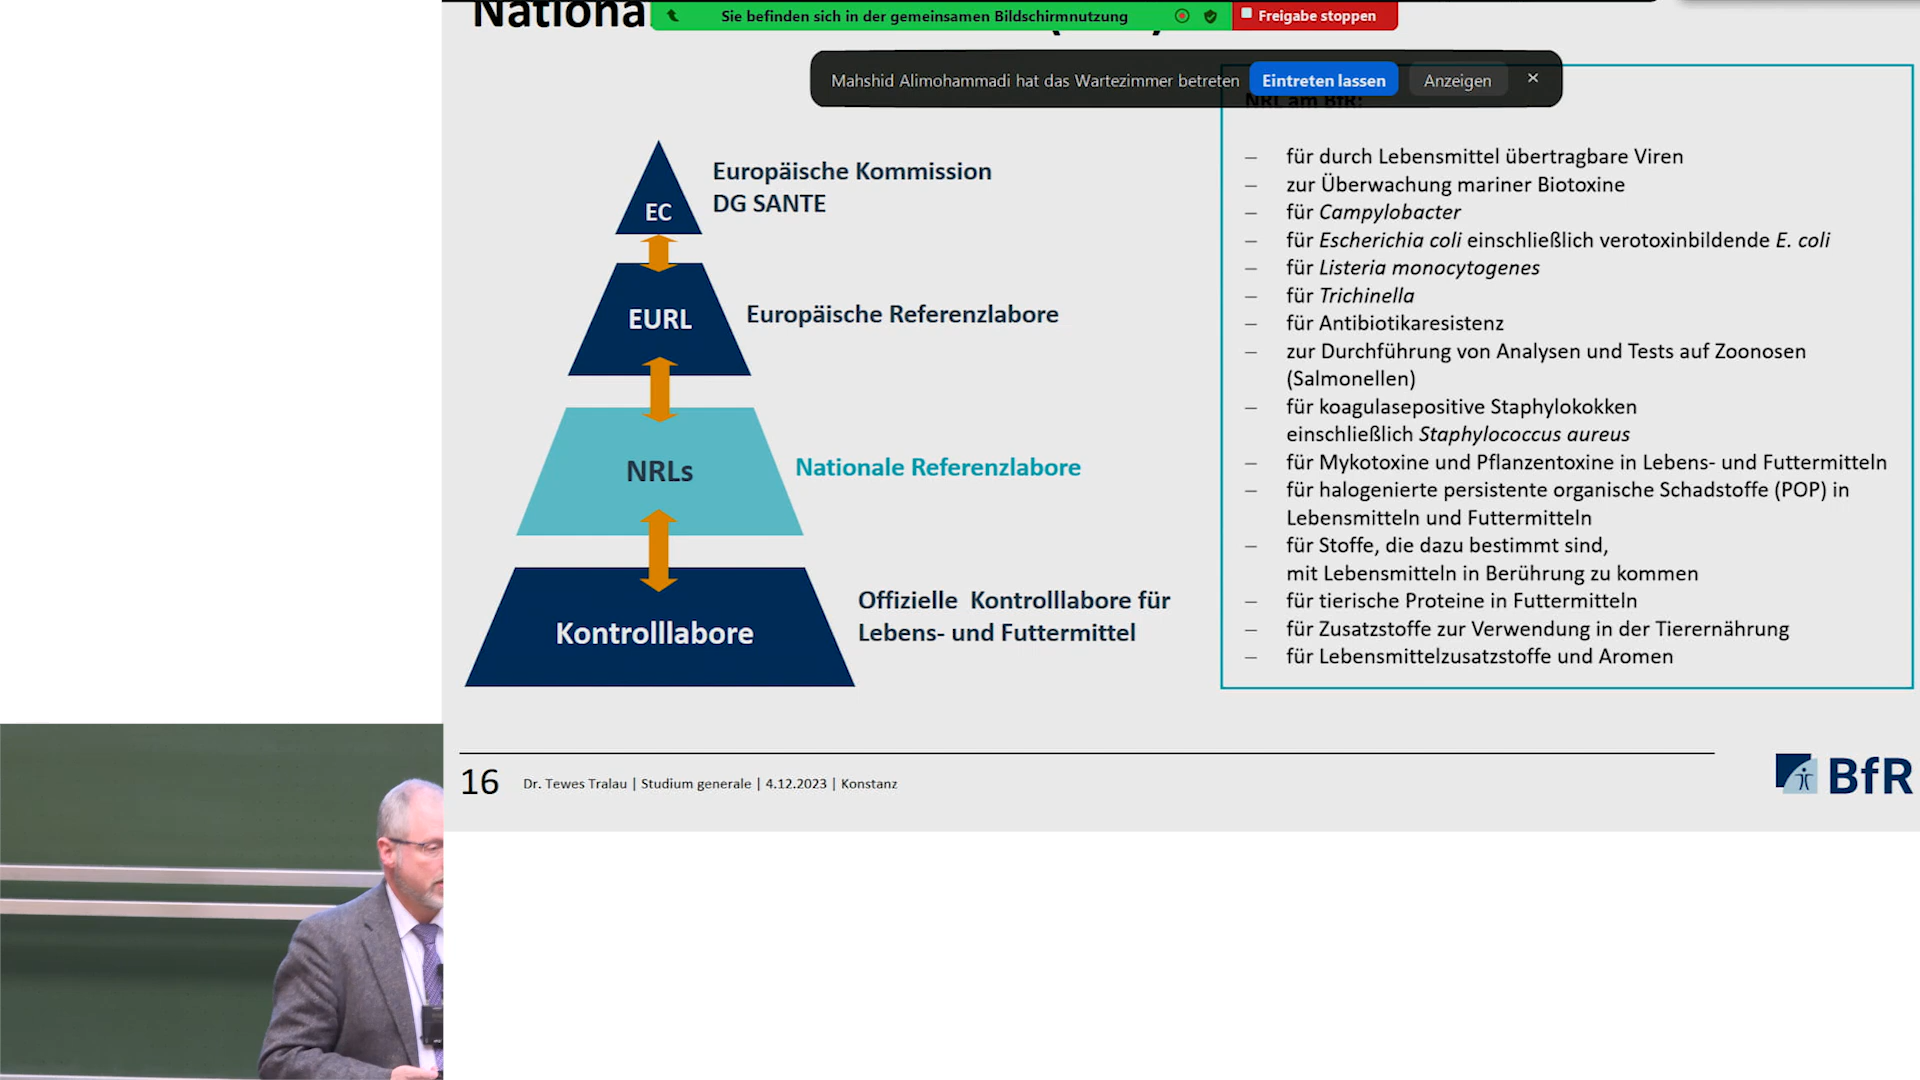 Nationa
Sie befinden sich in der gemeinsamen Bildschirmnutzung
Freigabe stoppen
Mahshid Alimohammadi hat das Wartezimmer betreten
Eintreten lassen
Anzeigen
NRL am BfR:
EC
Europäische Kommission
DG SANTE
EURL
Europäische Referenzlabore
NRLs
Nationale Referenzlabore
Kontrolllabore
Offizielle Kontrolllabore für
Lebens- und Futtermittel
– für durch Lebensmittel übertragbare Viren
– zur Überwachung mariner Biotoxine
– für Campylobacter
– für Escherichia coli einschließlich verotoxinbildende E. coli
– für Listeria monocytogenes
– für Trichinella
– für Antibiotikaresistenz
– zur Durchführung von Analysen und Tests auf Zoonosen
(Salmonellen)
– für koagulasepositive Staphylokokken
einschließlich Staphylococcus aureus
– für Mykotoxine und Pflanzentoxine in Lebens- und Futtermitteln
– für halogenierte persistente organische Schadstoffe (POP) in
Lebensmitteln und Futtermitteln
– für Stoffe, die dazu bestimmt sind,
mit Lebensmitteln in Berührung zu kommen
– für tierische Proteine in Futtermitteln
– für Zusatzstoffe zur Verwendung in der Tierernährung
– für Lebensmittelzusatzstoffe und Aromen
16
Dr. Tewes Tralau | Studium generale | 4.12.2023 | Konstanz
BfR